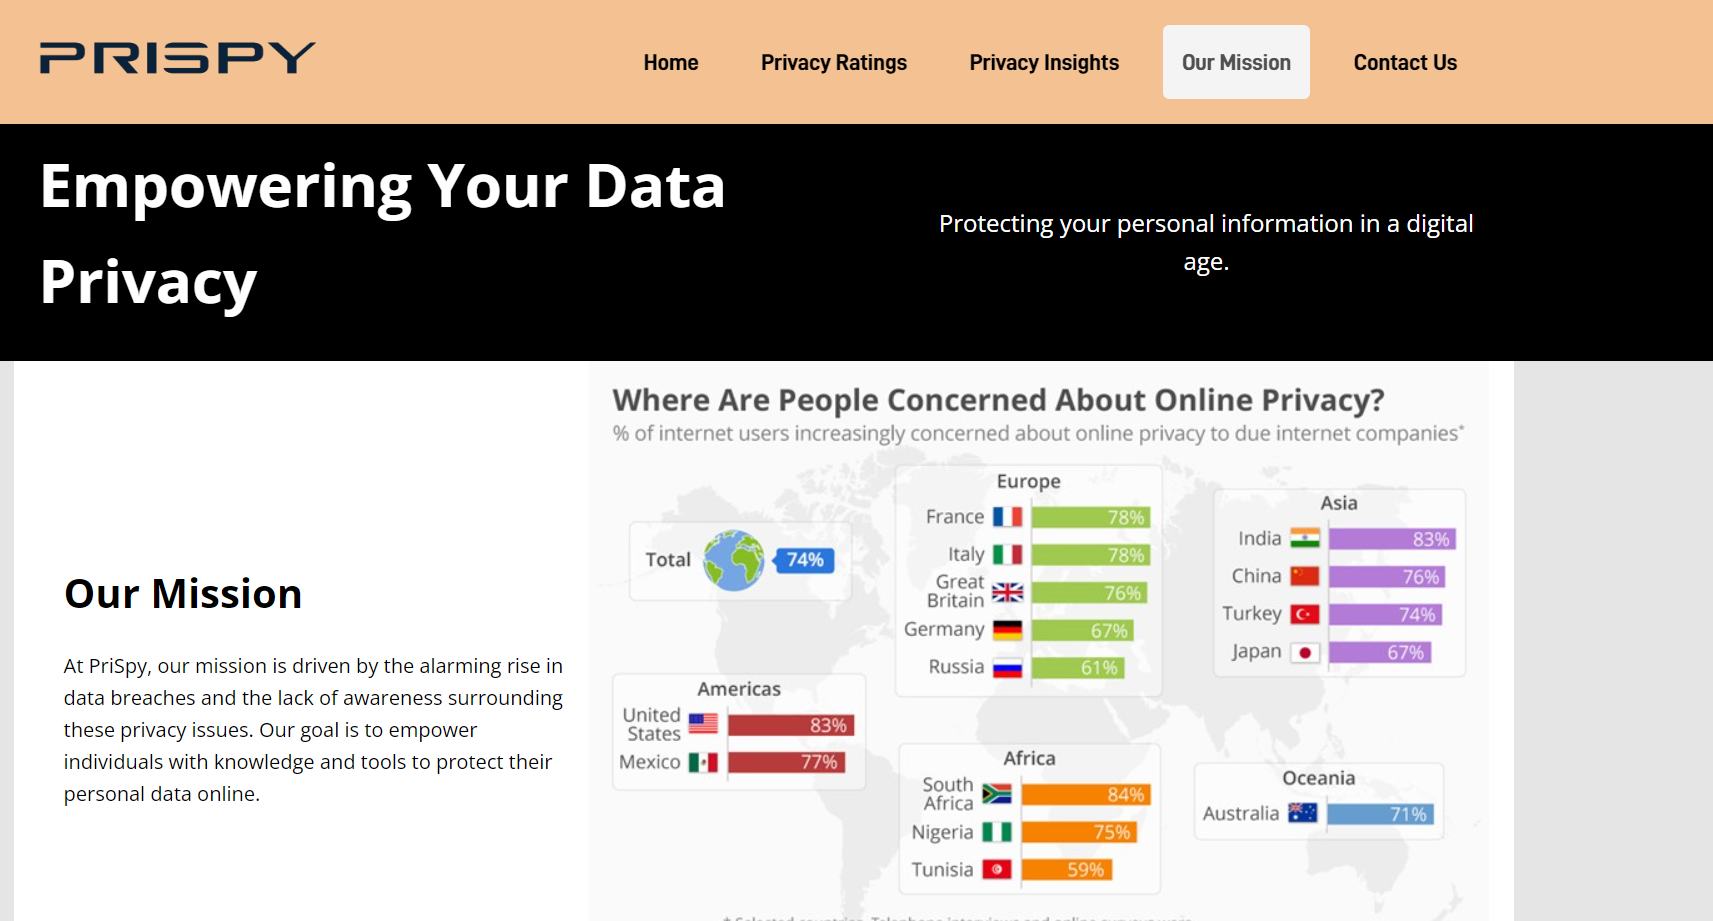 PRISPY
Home
Privacy Ratings
Privacy Insights
Our Mission
Contact Us
Empowering Your Data
Privacy
Protecting your personal information in a digital
age.
Our Mission
At PriSpy, our mission is driven by the alarming rise in
data breaches and the lack of awareness surrounding
these privacy issues. Our goal is to empower
individuals with knowledge and tools to protect their
personal data online.
Where Are People Concerned About Online Privacy?
% of internet users increasingly concerned about online privacy to due internet companies*
Total 74%
Americas
United
States 83%
Mexico 77%
Europe
France 78%
Italy 78%
Great
Britain 76%
Germany 67%
Russia 61%
Africa
South
Africa 84%
Nigeria 75%
Tunisia 59%
Asia
India 83%
China 76%
Turkey 74%
Japan 67%
Oceania
Australia 71%